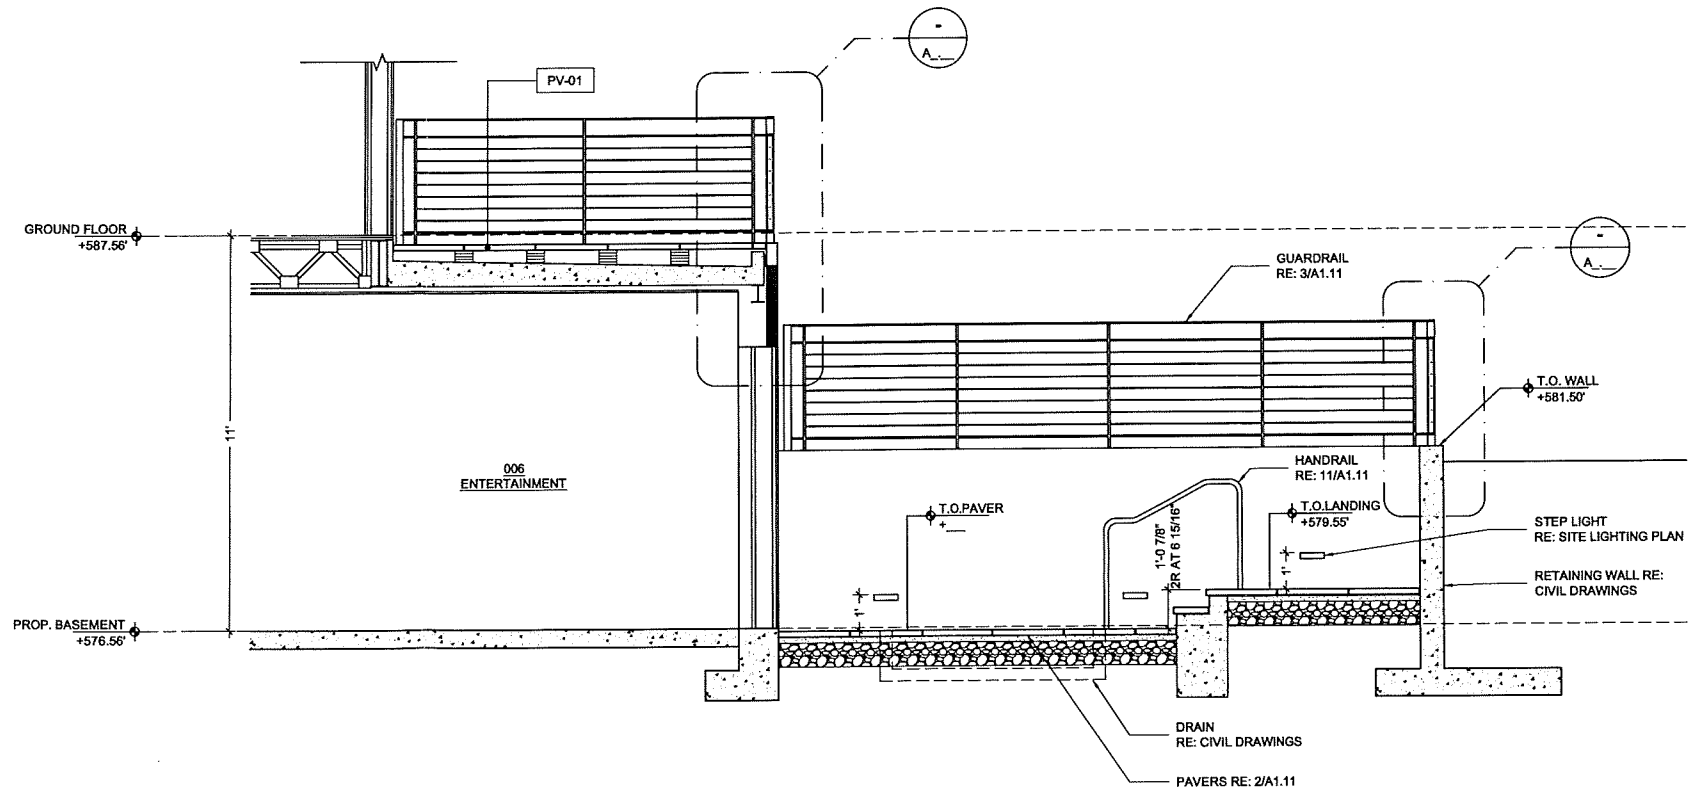 -
A_._
PV-01
GROUND FLOOR
+587.56'
-
A_.__
GUARDRAIL
RE: 3/A1.11
T.O. WALL
+581.50'
11'
HANDRAIL
RE: 11/A1.11
006
ENTERTAINMENT
T.O.PAVER
+ __
1'-0 7/8"
2R AT 6 15/16"
T.O.LANDING
+579.55'
STEP LIGHT
RE: SITE LIGHTING PLAN
1'
1'
RETAINING WALL RE:
CIVIL DRAWINGS
PROP. BASEMENT
+576.56'
DRAIN
RE: CIVIL DRAWINGS
PAVERS RE: 2/A1.11